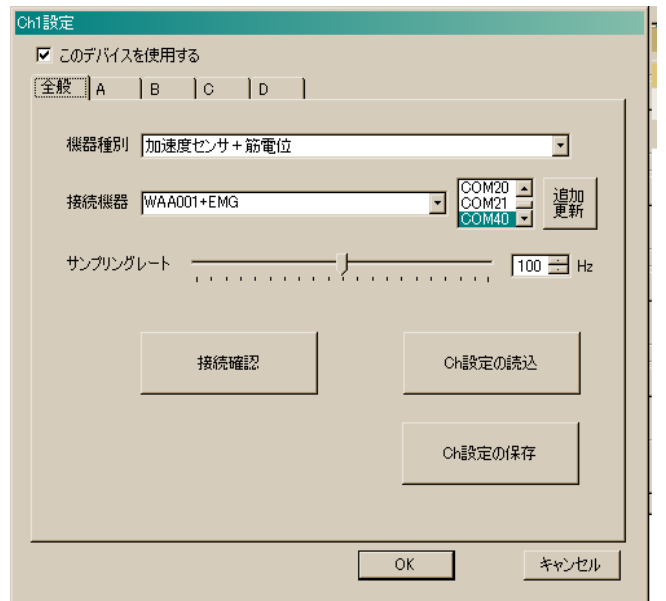 Ch1設定
このデバイスを使用する
全般 A B C D
機器種別 加速度センサ+筋電位
接続機器 WAA001+EMG
COM20
COM21
COM40
追加
更新
サンプリングレート 100 Hz
接続確認
Ch設定の読込
Ch設定の保存
OK
キャンセル